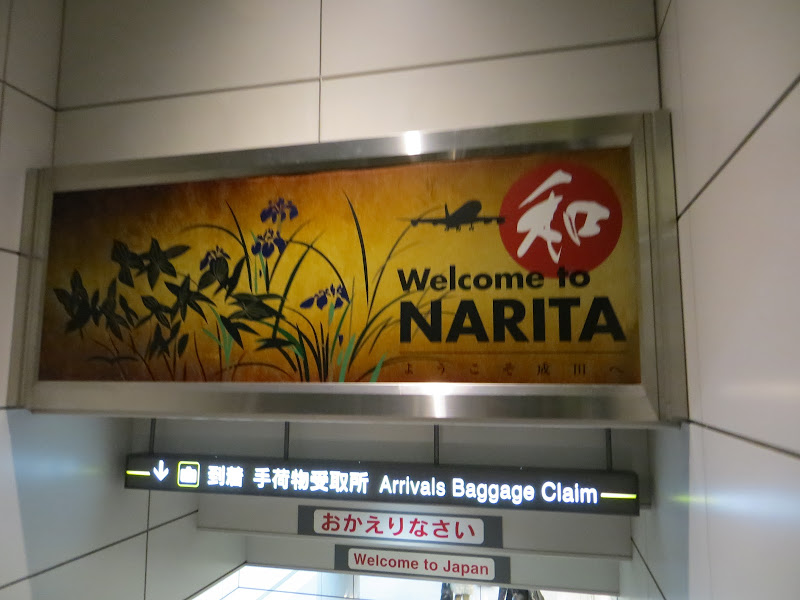 和
Welcome to
NARITA
ようこそ成田へ
到着 手荷物受取所 Arrivals Baggage Claim
おかえりなさい
Welcome to Japan